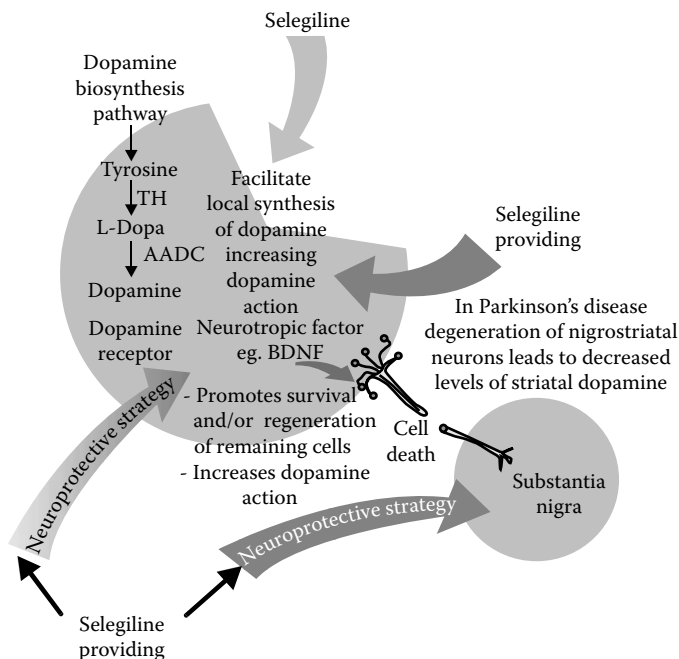 Selegiline
Dopamine
biosynthesis
pathway
Tyrosine
TH
L-Dopa
AADC
Dopamine
Dopamine
receptor
Facilitate
local synthesis
of dopamine
increasing
dopamine
action
Neurotropic factor
eg. BDNF
- Promotes survival
and/or regeneration
of remaining cells
- Increases dopamine
action
Selegiline
providing
In Parkinson's disease
degeneration of nigrostriatal
neurons leads to decreased
levels of striatal dopamine
Cell
death
Substantia
nigra
Neuroprotective strategy
Neuroprotective strategy
Selegiline
providing